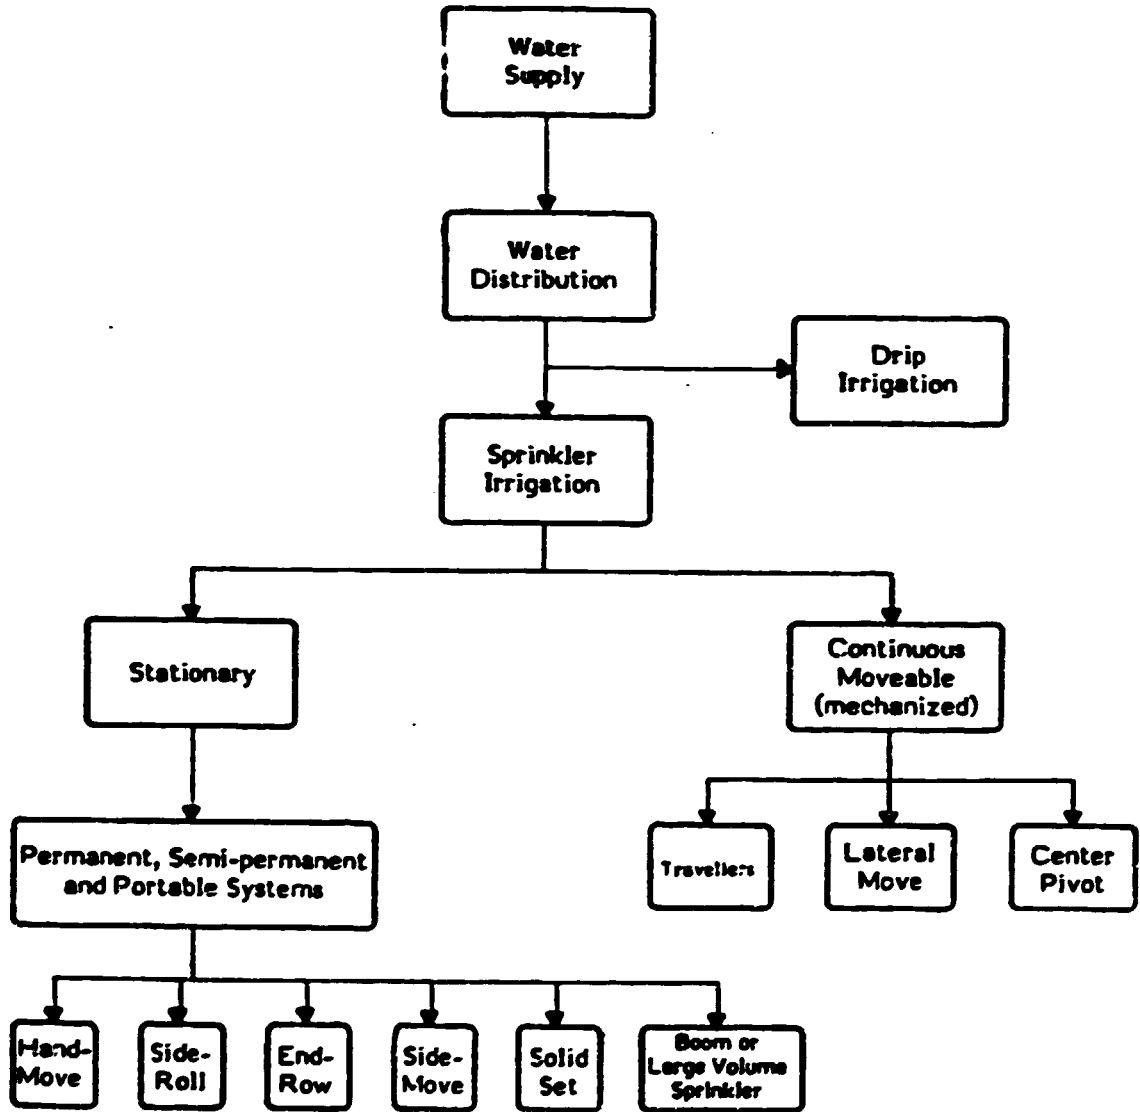 Water
Supply
Water
Distribution
Drip
Irrigation
Sprinkler
Irrigation
Stationary
Continuous
Moveable
(mechanized)
Permanent, Semi-permanent
and Portable Systems
Travellers
Lateral
Move
Center
Pivot
Hand-
Move
Side-
Roll
End-
Row
Side-
Move
Solid
Set
Boom or
Large Volume
Sprinkler